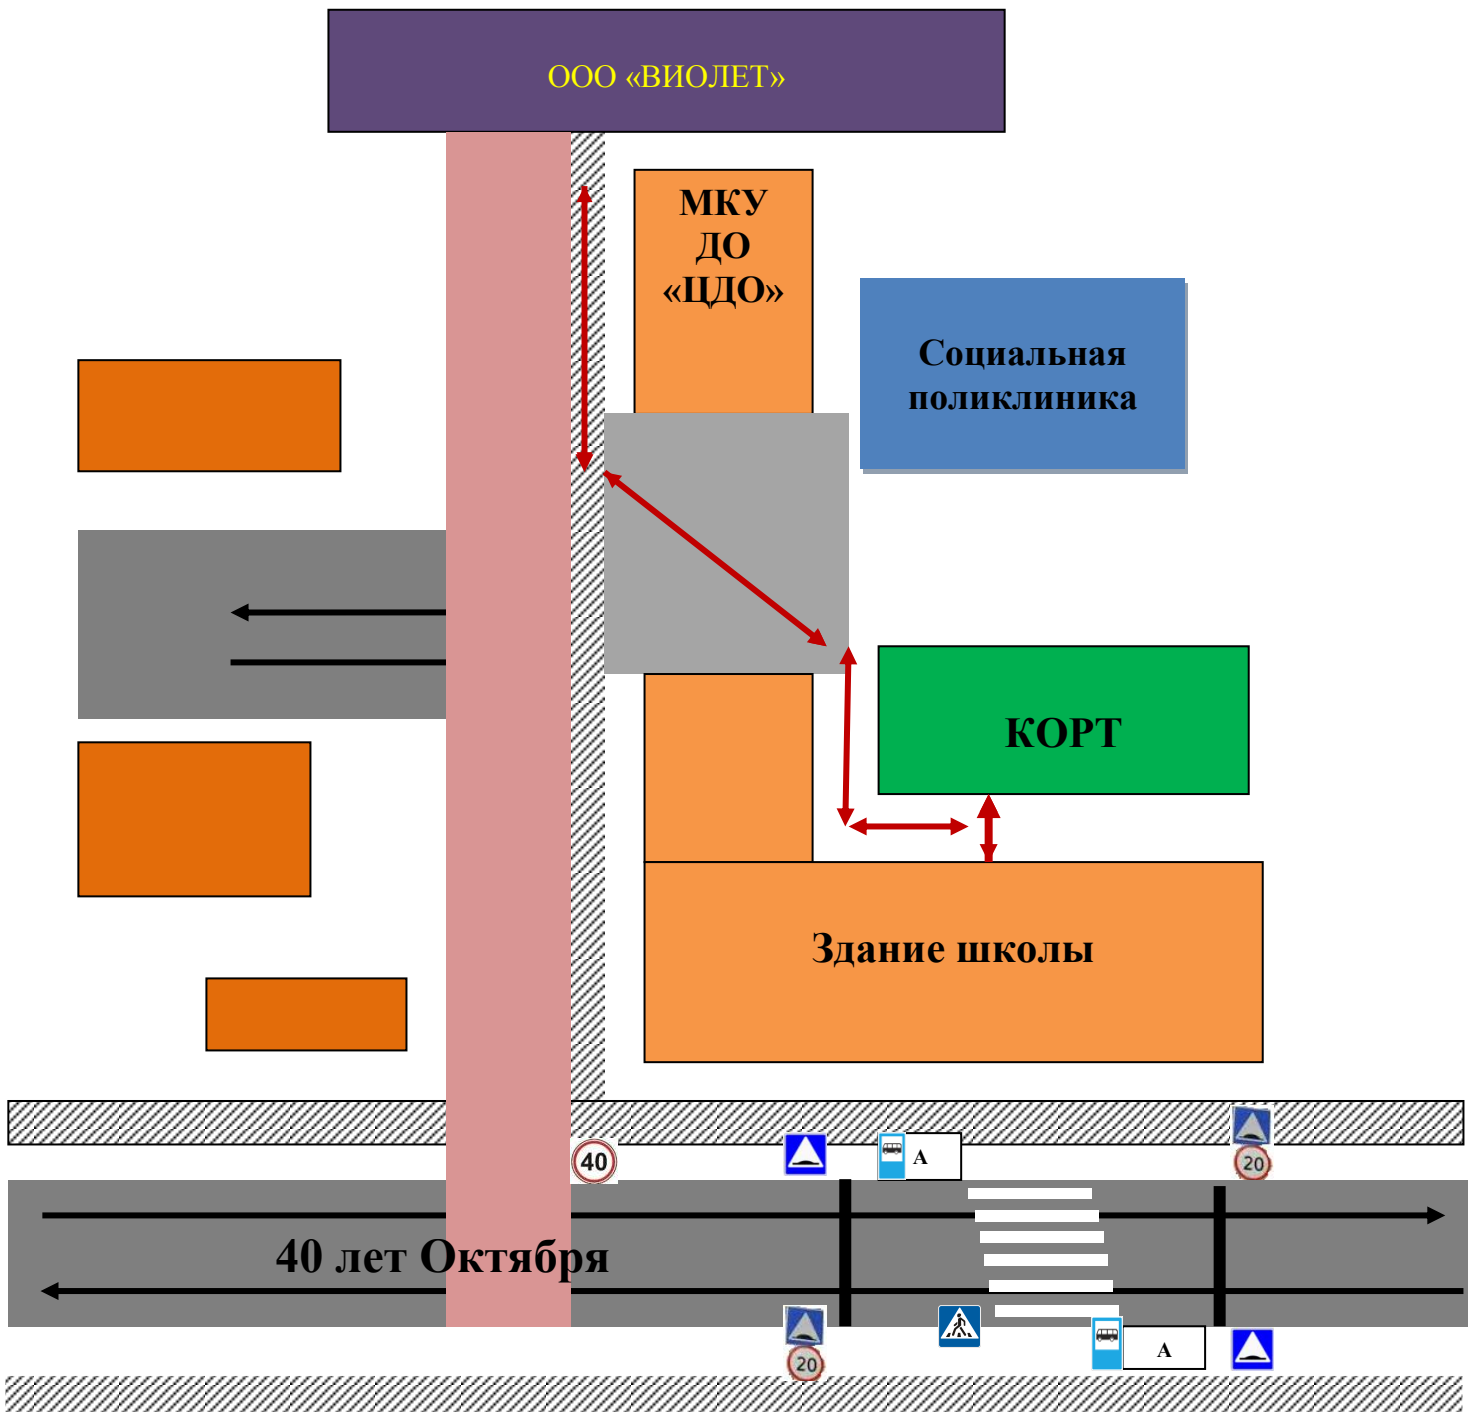 ООО «ВИОЛЕТ»
МКУ
ДО
«ЦДО»
Социальная
поликлиника
КОРТ
Здание школы
40
А
20
40 лет Октября
20
А